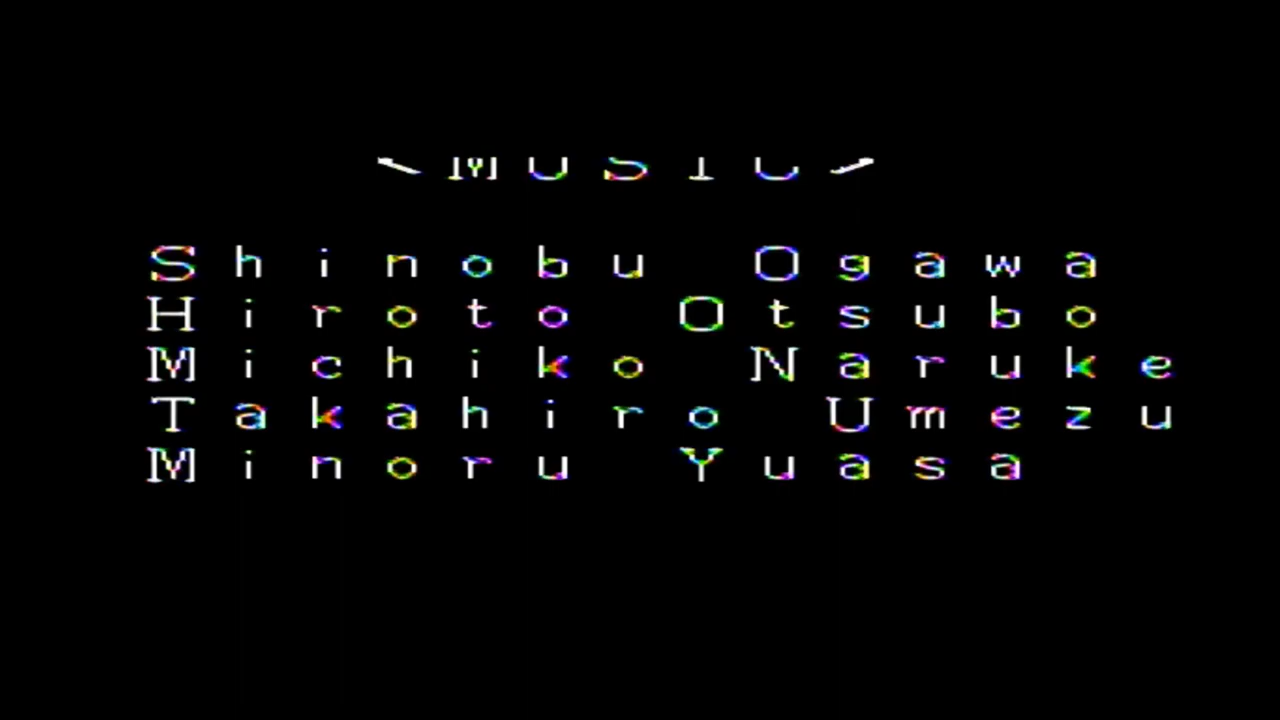 <MUSIC>
Shinobu Ogawa
Hiroto Otsubo
Michiko Naruke
Takahiro Umezu
Minoru Yuasa